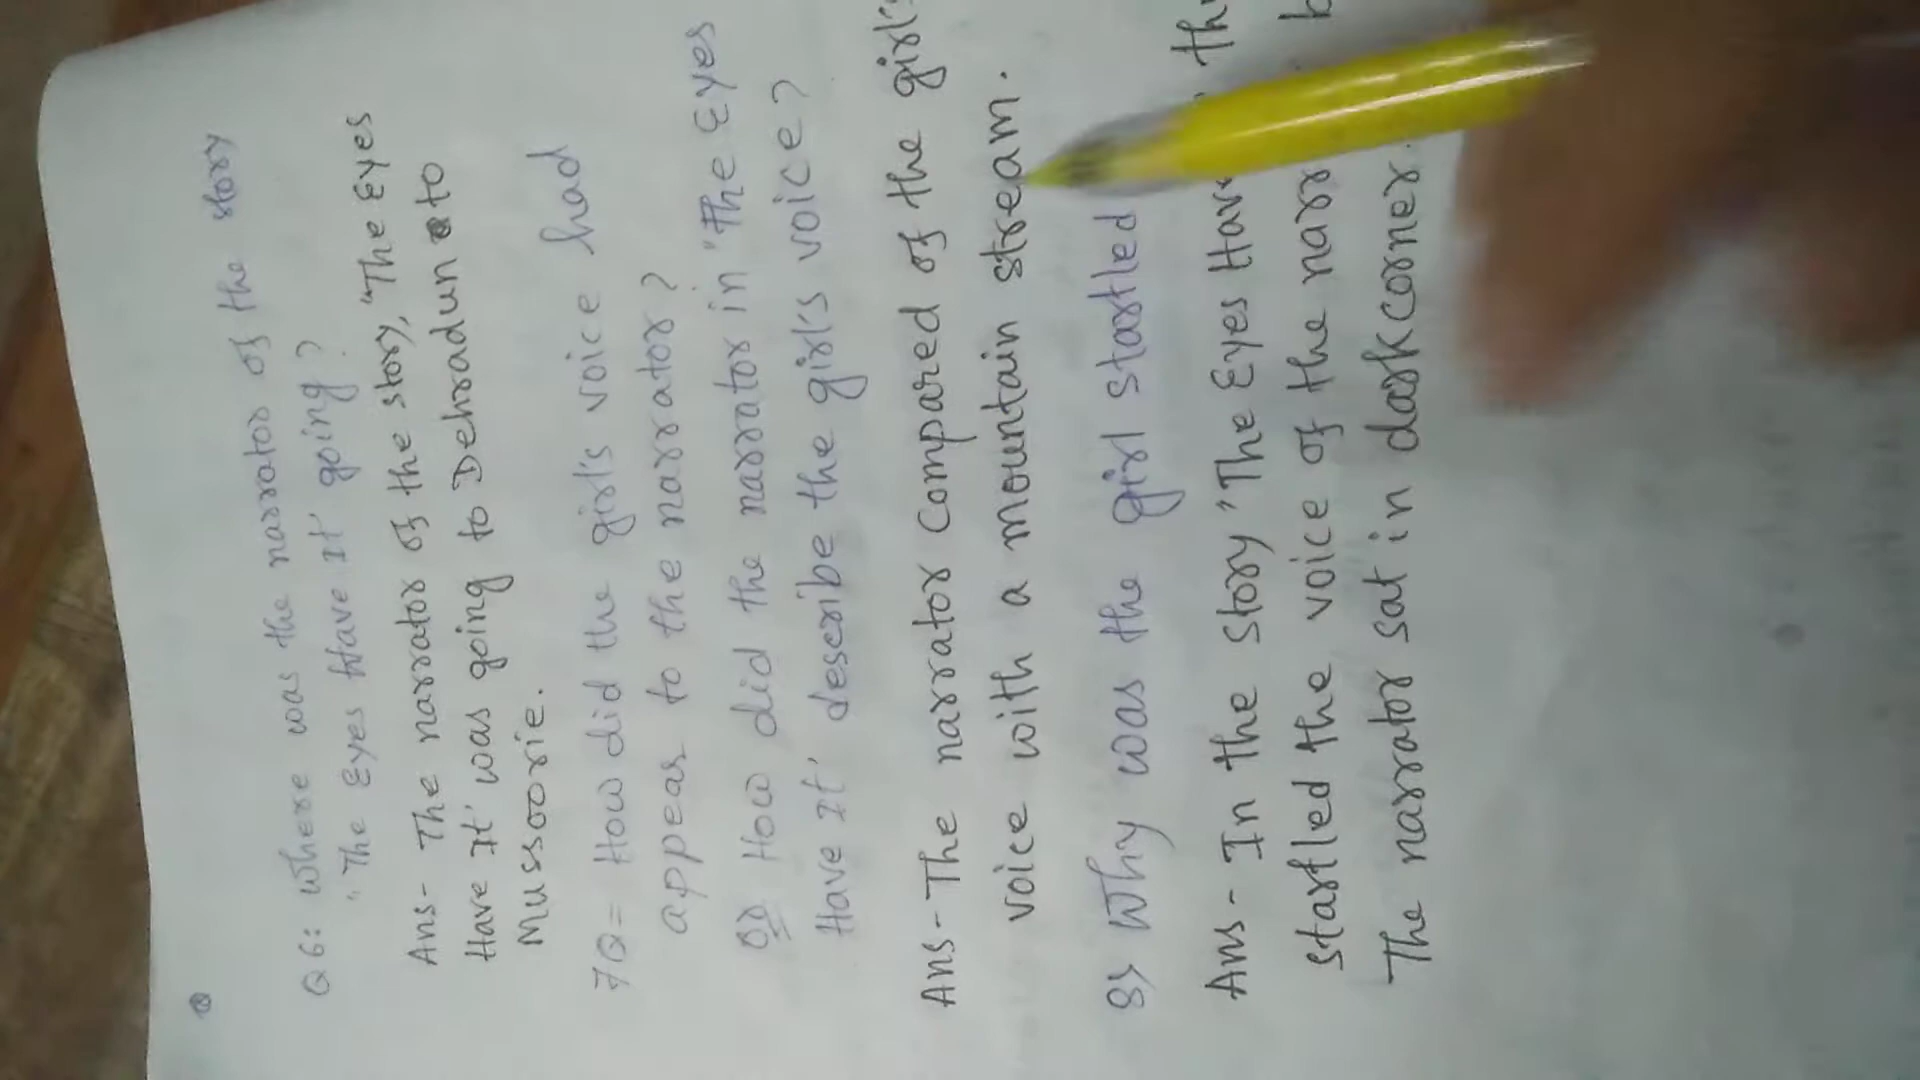 Q6: Where was the narrator of the story
"The Eyes Have It' going?
Ans- The narrator of the story, "The Eyes
Have It' was going to Dehradun to
Mussoorie.
7Q= How did the girl's voice had
appear to the narrator?
Or How did the narrator in "The Eyes
Have It' describe the girl's voice?
Ans-The narrator compared of the girl's
voice with a mountain stream.
8> Why was the girl startled
Ans- In the story "The Eyes Have
startled the voice of the
The narrator sat in dark corner.